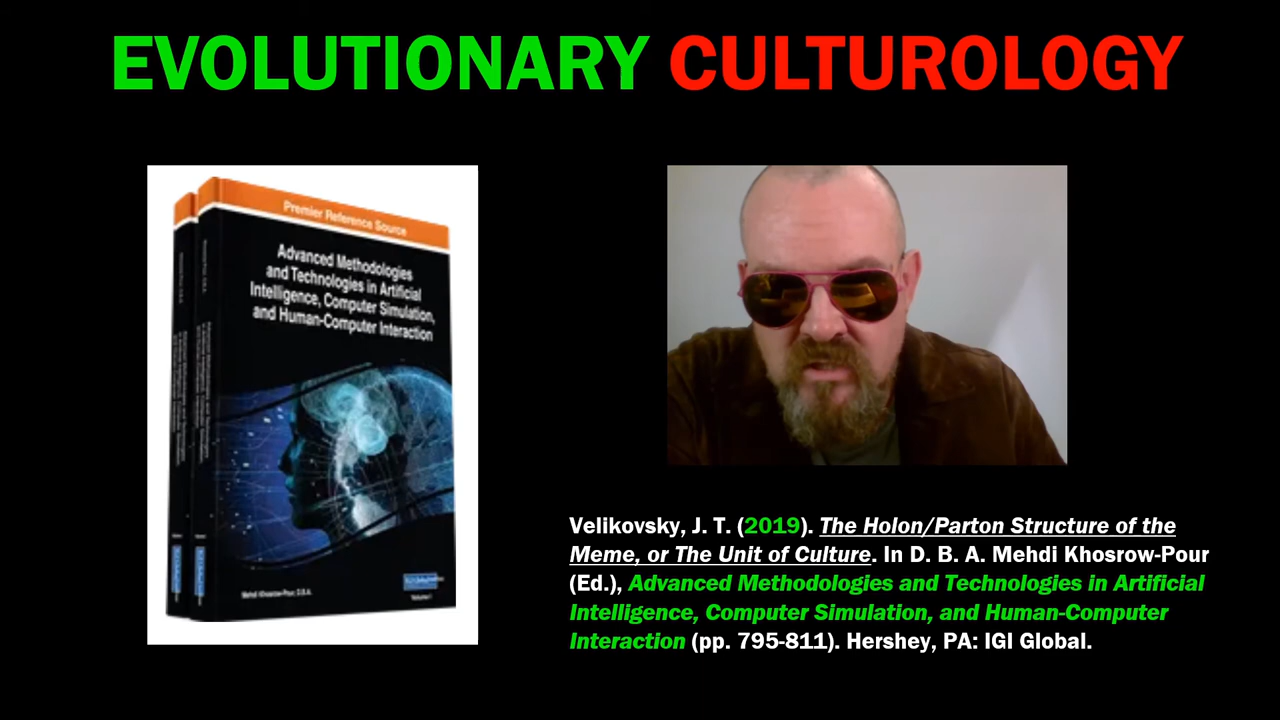 EVOLUTIONARY CULTUROLOGY
Premier Reference Source
Advanced Methodologies
and Technologies in Artificial
Intelligence, Computer Simulation,
and Human-Computer Interaction
Mehdi Khosrow-Pour, D.B.A.
Velikovsky, J. T. (2019). The Holon/Parton Structure of the
Meme, or The Unit of Culture. In D. B. A. Mehdi Khosrow-Pour
(Ed.), Advanced Methodologies and Technologies in Artificial
Intelligence, Computer Simulation, and Human-Computer
Interaction (pp. 795-811). Hershey, PA: IGI Global.